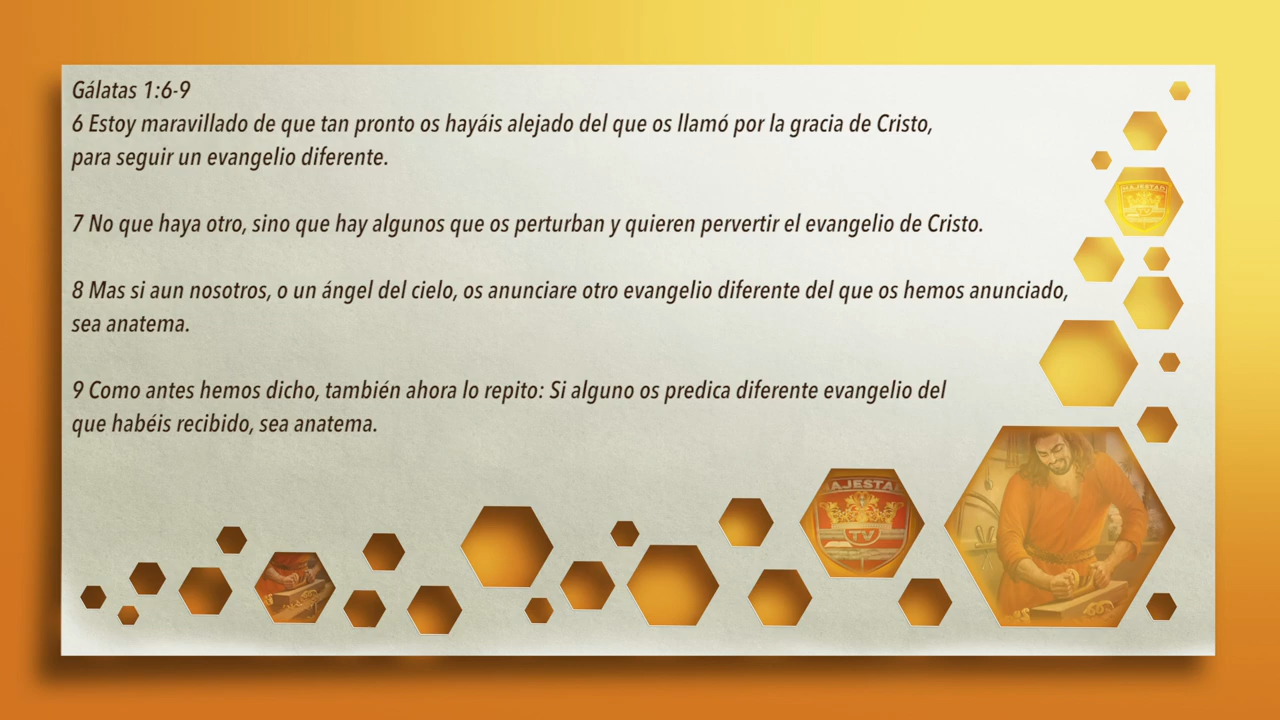 Gálatas 1:6-9
6 Estoy maravillado de que tan pronto os hayáis alejado del que os llamó por la gracia de Cristo,
para seguir un evangelio diferente.
7 No que haya otro, sino que hay algunos que os perturban y quieren pervertir el evangelio de Cristo.
8 Mas si aun nosotros, o un ángel del cielo, os anunciare otro evangelio diferente del que os hemos anunciado,
sea anatema.
9 Como antes hemos dicho, también ahora lo repito: Si alguno os predica diferente evangelio del
que habéis recibido, sea anatema.
MAJESTAD
TV
AJESTA
TV